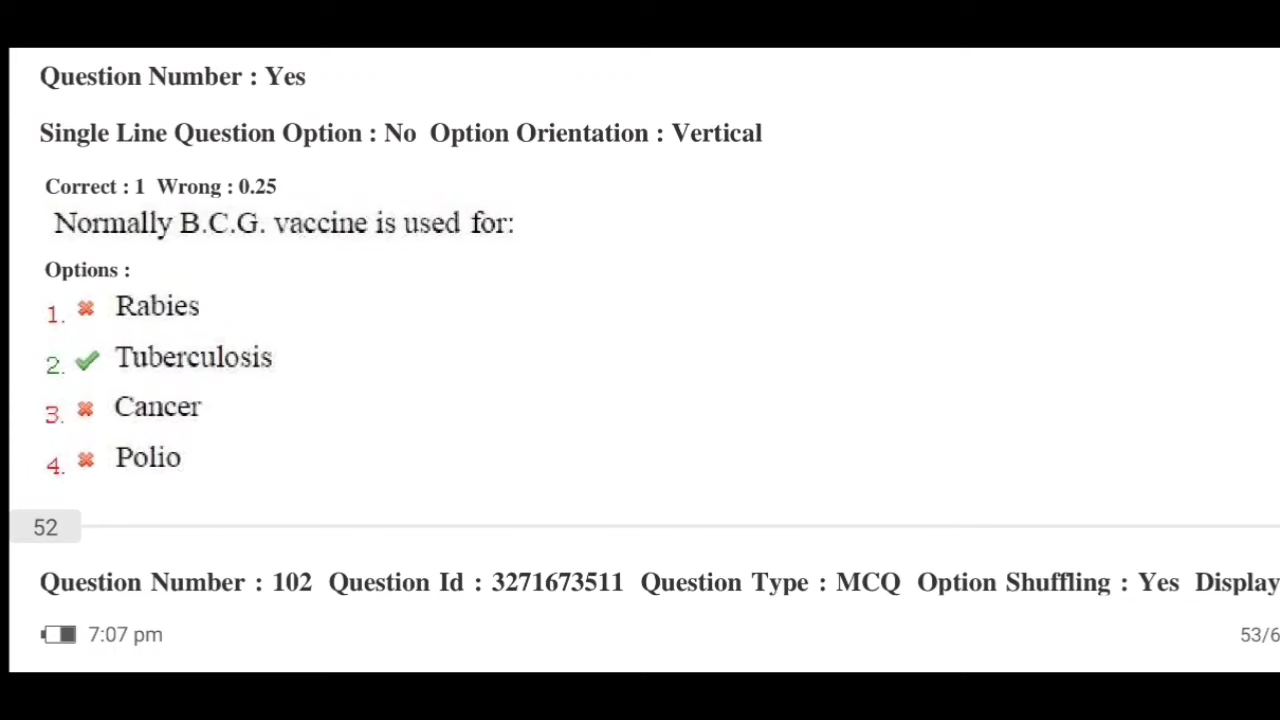 Question Number : Yes
Single Line Question Option : No Option Orientation : Vertical
Correct : 1 Wrong : 0.25
Normally B.C.G. vaccine is used for:
Options :
1. Rabies
2. Tuberculosis
3. Cancer
4. Polio
52
Question Number : 102 Question Id : 3271673511 Question Type : MCQ Option Shuffling : Yes Display
7:07 pm
53/6